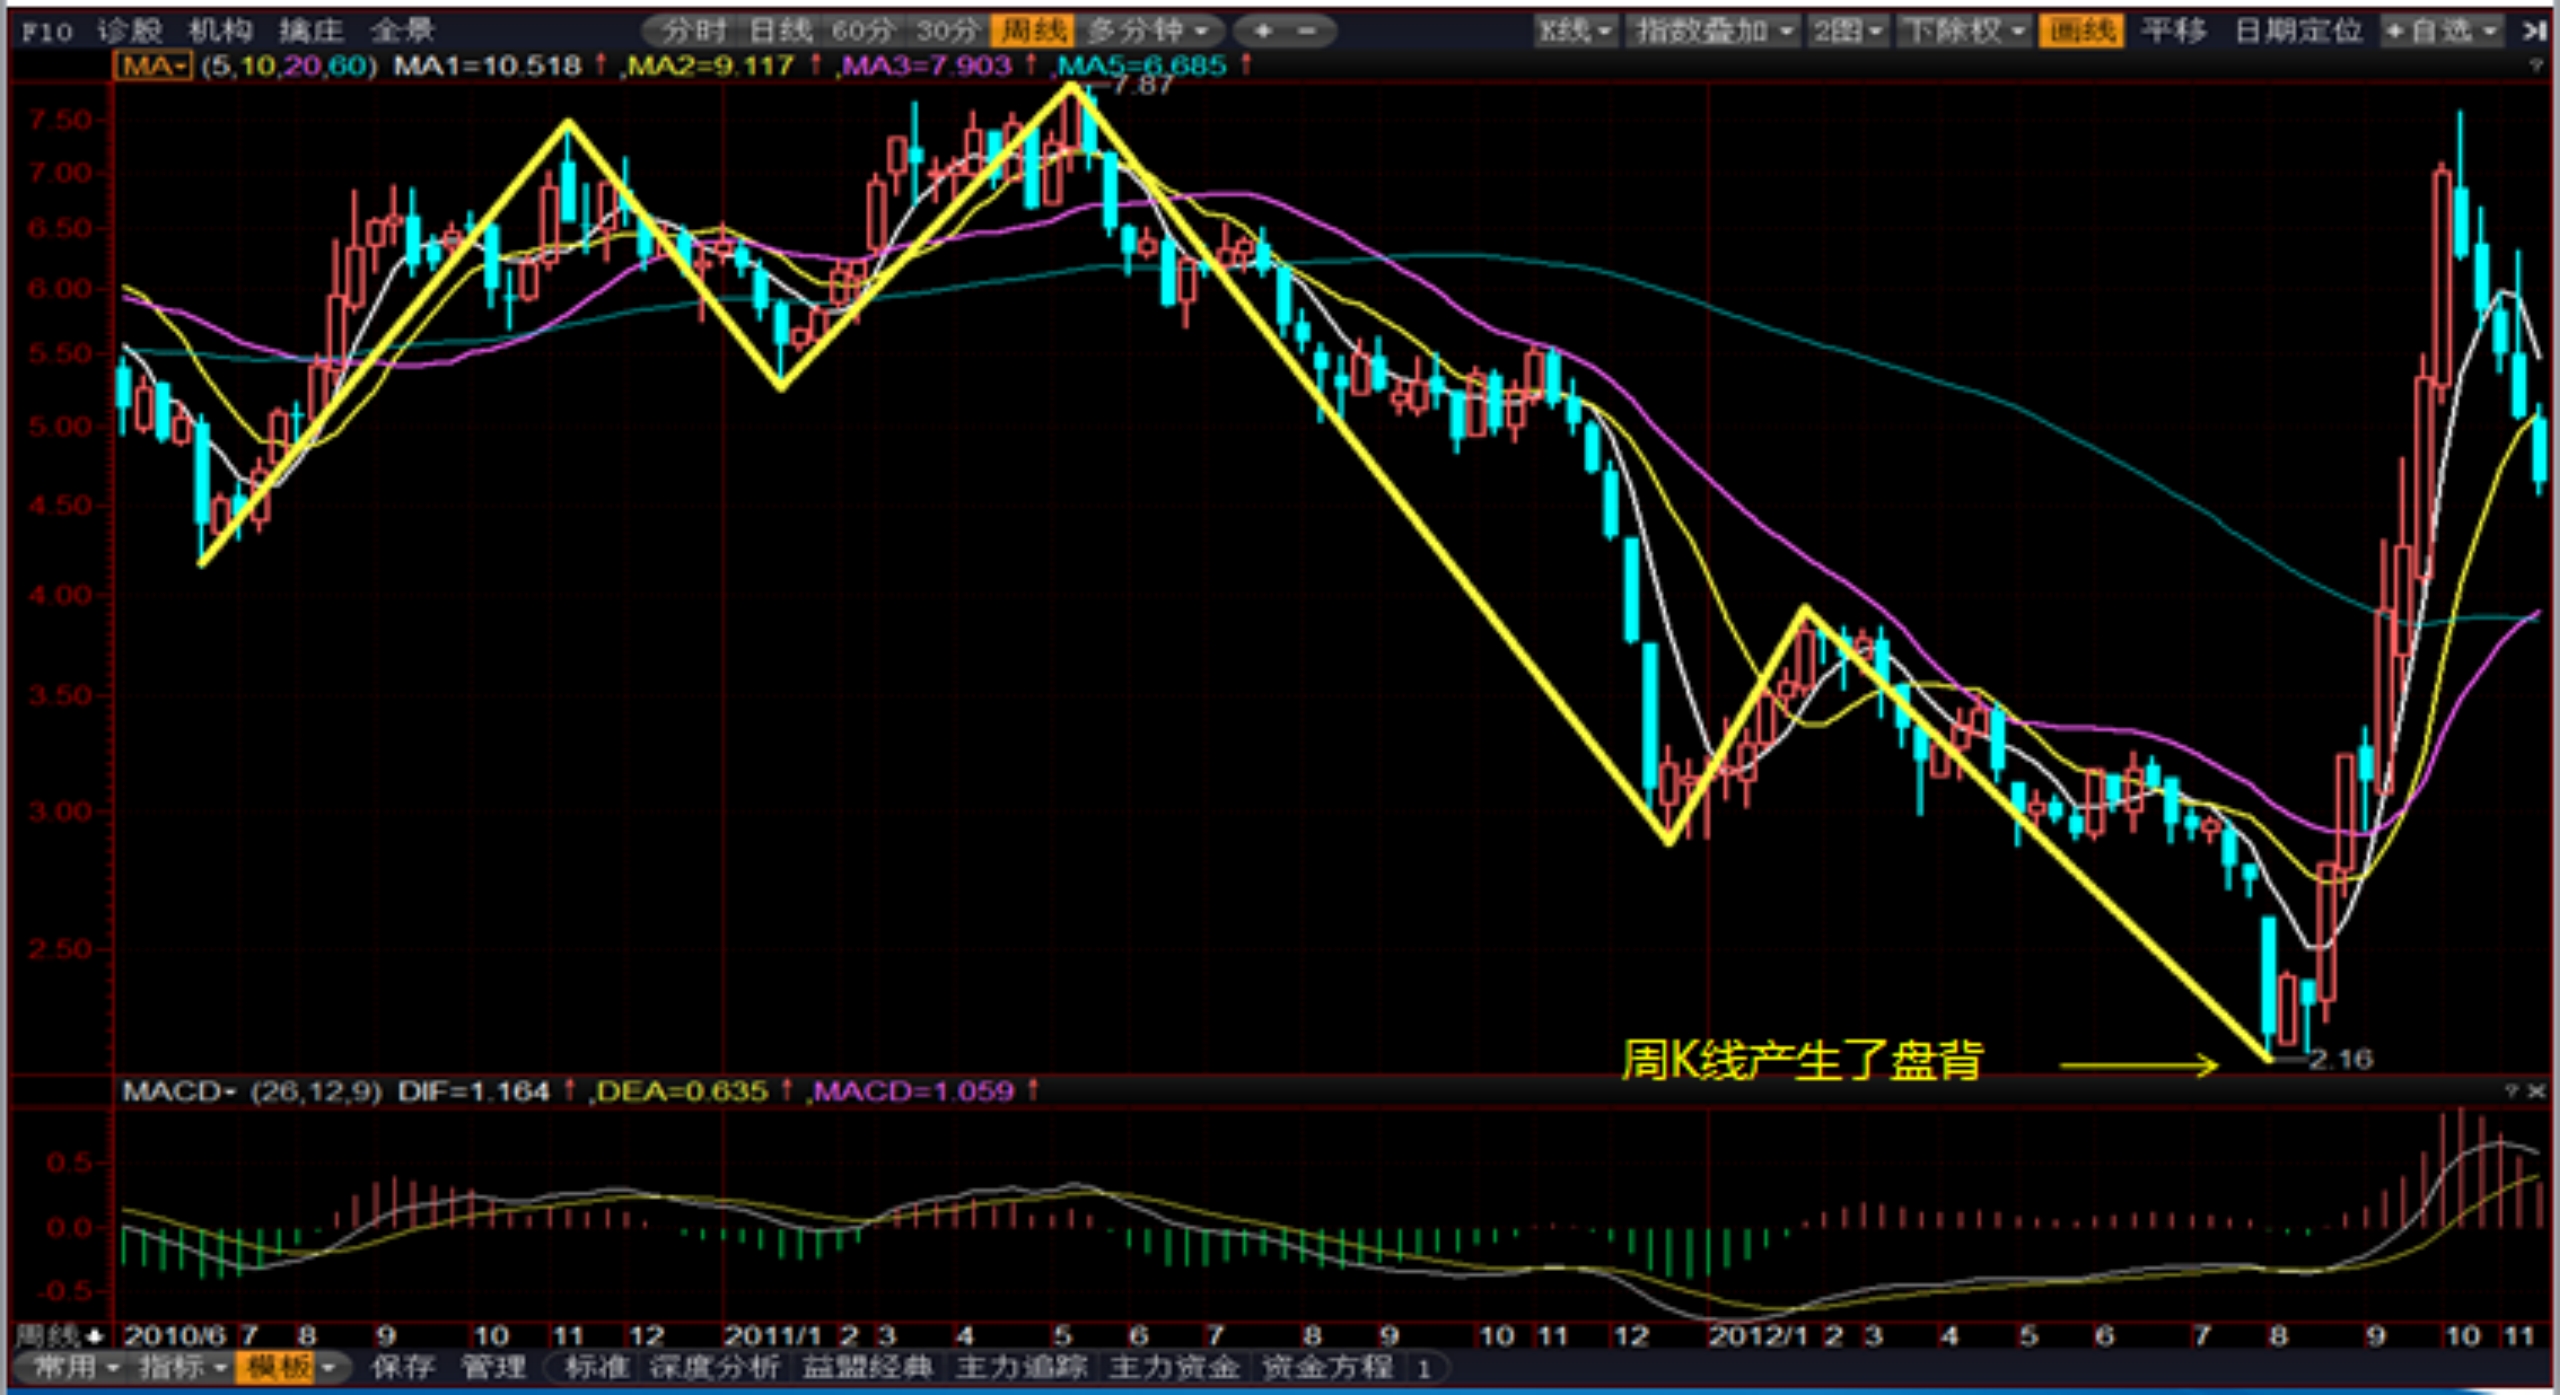 F10 诊股 机构 擒庄 全景 分时 日线 60分 30分 周线 多分钟 + - K线 指数叠加 2图 下除权 画线 平移 日期定位 +自选
MA (5,10,20,60) MA1=10.518↑ ,MA2=9.117↑ ,MA3=7.903↑ ,MA5=6.685↑ ?
7.87
7.50
7.00
6.50
6.00
5.50
5.00
4.50
4.00
3.50
3.00
2.50
周K线产生了盘背
2.16
MACD (26,12,9) DIF=1.164↑ ,DEA=0.635↑ ,MACD=1.059↑ ? ×
0.5
0.0
-0.5
周线 2010/6 7 8 9 10 11 12 2011/1 2 3 4 5 6 7 8 9 10 11 12 2012/1 2 3 4 5 6 7 8 9 10 11
常用 指标 模板 保存 管理 标准 深度分析 益盟经典 主力追踪 主力资金 资金方程 1